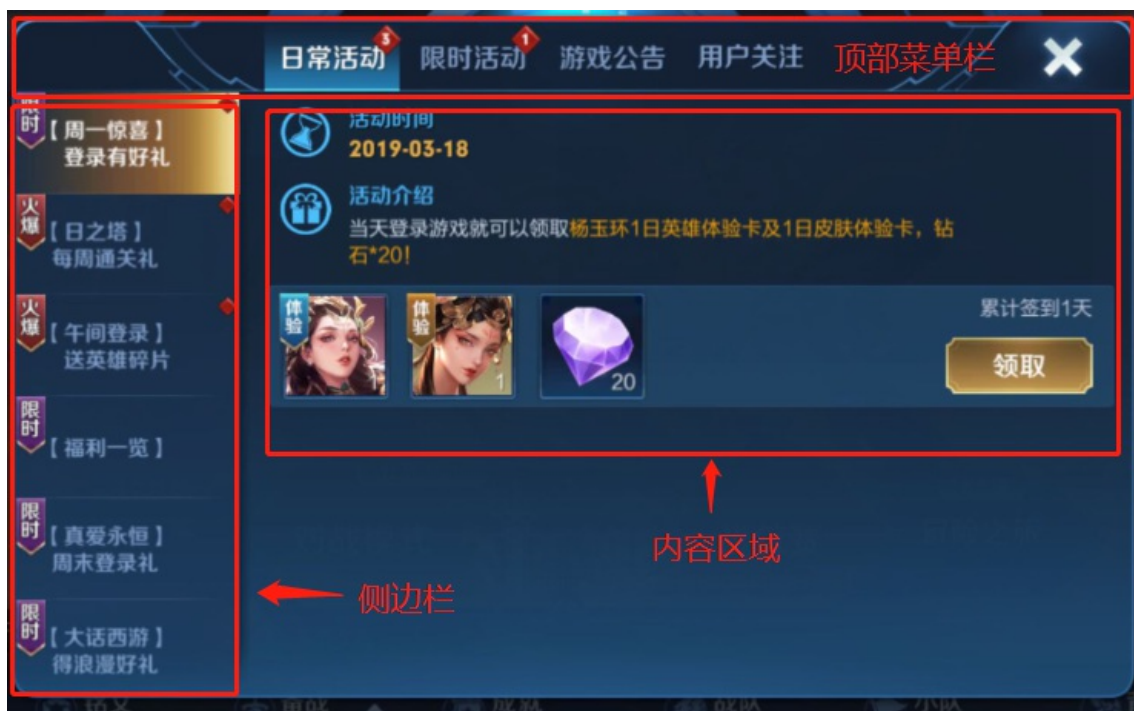 日常活动
3
限时活动
1
游戏公告
用户关注
顶部菜单栏
限时
【周一惊喜】
登录有好礼
火爆
【日之塔】
每周通关礼
火爆
【午间登录】
送英雄碎片
限时
【福利一览】
限时
【真爱永恒】
周末登录礼
限时
【大话西游】
得浪漫好礼
活动时间
2019-03-18
活动介绍
当天登录游戏就可以领取杨玉环1日英雄体验卡及1日皮肤体验卡，钻
石*20！
体验
1
体验
1
20
累计签到1天
领取
内容区域
侧边栏